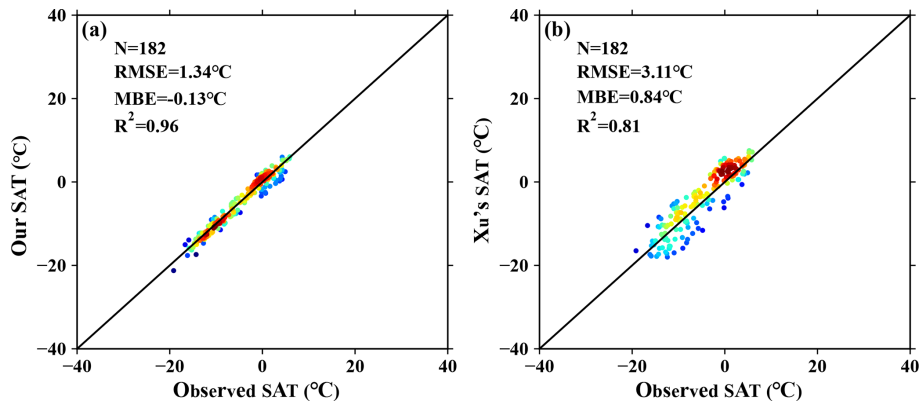 (a)
N=182
RMSE=1.34℃
MBE=-0.13℃
R²=0.96
40
20
0
−20
−40
Our SAT (℃)
−40 −20 0 20 40
Observed SAT (℃)
(b)
N=182
RMSE=3.11℃
MBE=0.84℃
R²=0.81
40
20
0
−20
−40
Xu's SAT (℃)
−40 −20 0 20 40
Observed SAT (℃)